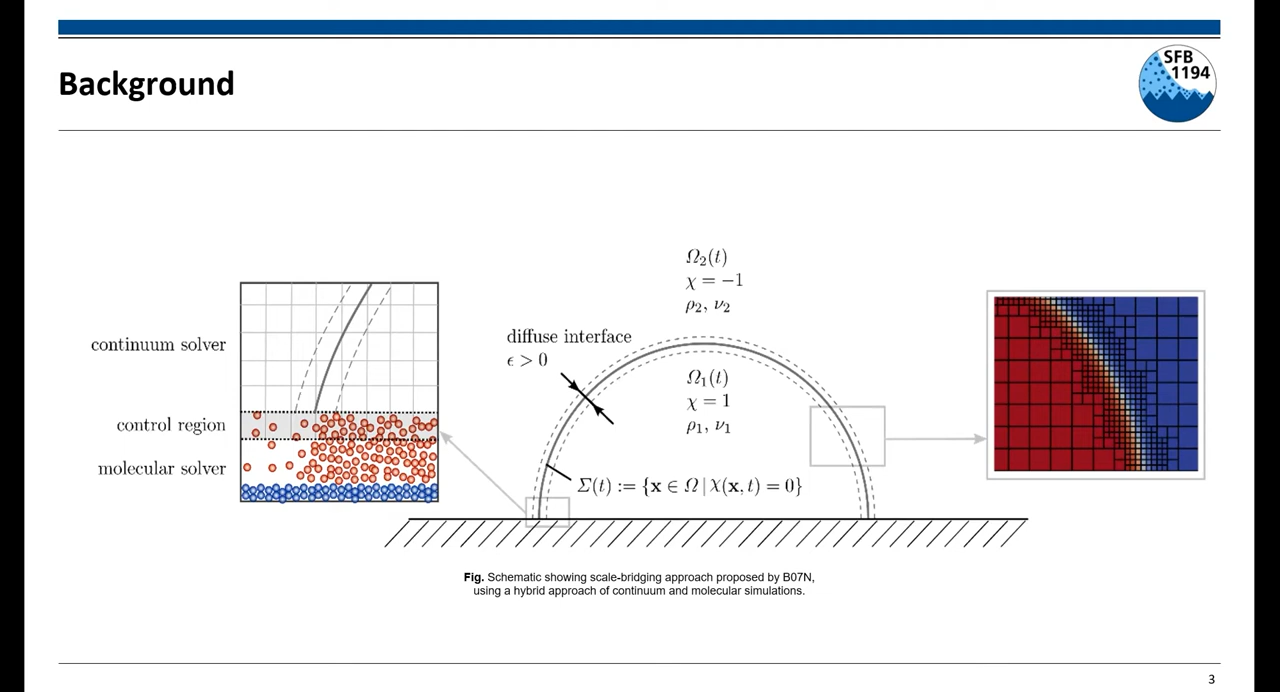 Background
SFB
1194
Ω₂(t)
χ = −1
ρ₂, ν₂
diffuse interface
ϵ > 0
Ω₁(t)
χ = 1
ρ₁, ν₁
Σ(t) := {x ∈ Ω | χ(x, t) = 0}
continuum solver
control region
molecular solver
Fig. Schematic showing scale-bridging approach proposed by B07N,
using a hybrid approach of continuum and molecular simulations.
3